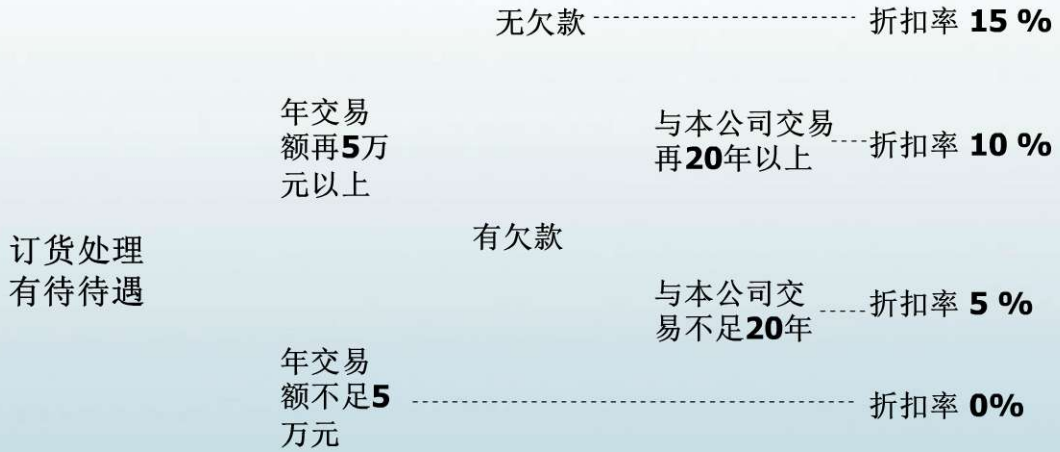 无欠款
折扣率 15 %
年交易
额再5万
元以上
与本公司交易
再20年以上
折扣率 10 %
订货处理
有待待遇
有欠款
与本公司交
易不足20年
折扣率 5 %
年交易
额不足5
万元
折扣率 0%